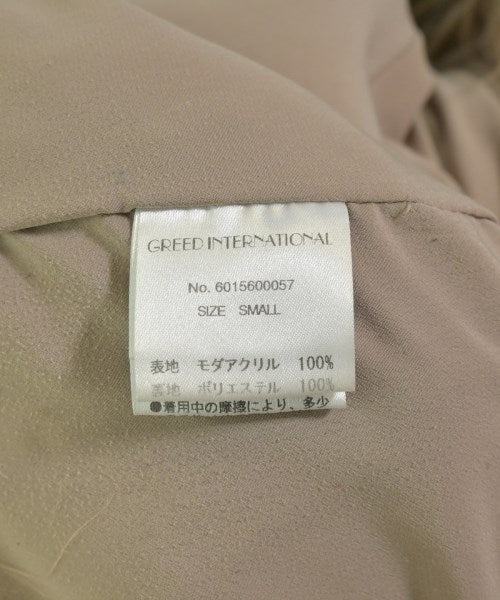 GREED INTERNATIONAL
No. 6015600057
SIZE SMALL
表地 モダアクリル 100%
裏地 ポリエステル 100%
●着用中の摩擦により、多少